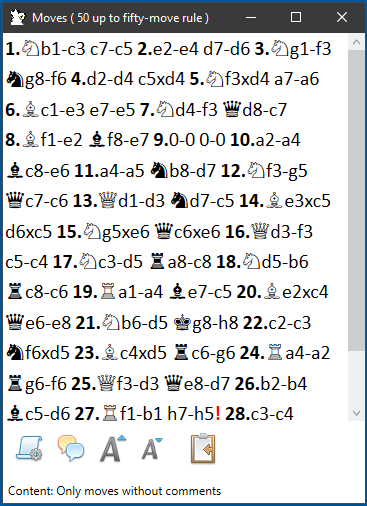 Moves ( 50 up to fifty-move rule )
1.♘b1-c3 c7-c5 2.e2-e4 d7-d6 3.♘g1-f3
♞g8-f6 4.d2-d4 c5xd4 5.♘f3xd4 a7-a6
6.♗c1-e3 e7-e5 7.♘d4-f3 ♛d8-c7
8.♗f1-e2 ♝f8-e7 9.0-0 0-0 10.a2-a4
♝c8-e6 11.a4-a5 ♞b8-d7 12.♘f3-g5
♛c7-c6 13.♕d1-d3 ♞d7-c5 14.♗e3xc5
d6xc5 15.♘g5xe6 ♛c6xe6 16.♕d3-f3
c5-c4 17.♘c3-d5 ♜a8-c8 18.♘d5-b6
♜c8-c6 19.♖a1-a4 ♝e7-c5 20.♗e2xc4
♛e6-e8 21.♘b6-d5 ♚g8-h8 22.c2-c3
♞f6xd5 23.♗c4xd5 ♜c6-g6 24.♖a4-a2
♜g6-f6 25.♕f3-d3 ♛e8-d7 26.b2-b4
♝c5-d6 27.♖f1-b1 h7-h5! 28.c3-c4
A A
Content: Only moves without comments